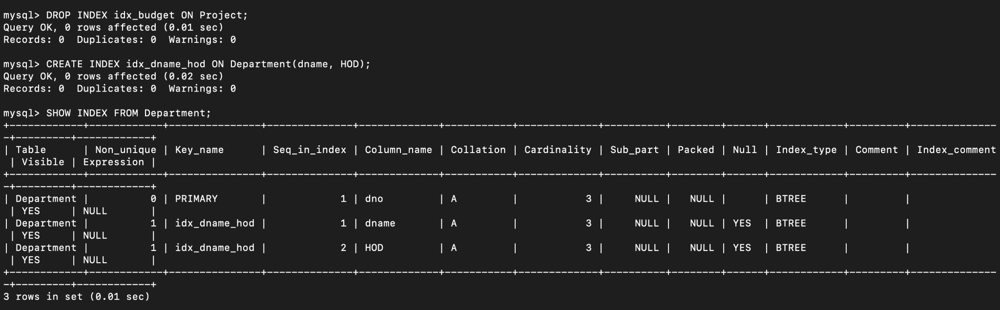 mysql> DROP INDEX idx_budget ON Project;
Query OK, 0 rows affected (0.01 sec)
Records: 0  Duplicates: 0  Warnings: 0

mysql> CREATE INDEX idx_dname_hod ON Department(dname, HOD);
Query OK, 0 rows affected (0.02 sec)
Records: 0  Duplicates: 0  Warnings: 0

mysql> SHOW INDEX FROM Department;
+------------+------------+---------------+--------------+-------------+-----------+-------------+----------+--------+------+------------+---------+--------------
-+---------+------------+
| Table      | Non_unique | Key_name      | Seq_in_index | Column_name | Collation | Cardinality | Sub_part | Packed | Null | Index_type | Comment | Index_comment
 | Visible | Expression |
+------------+------------+---------------+--------------+-------------+-----------+-------------+----------+--------+------+------------+---------+--------------
-+---------+------------+
| Department |          0 | PRIMARY       |            1 | dno         | A         |           3 |     NULL |   NULL |      | BTREE      |         |
 | YES     | NULL       |
| Department |          1 | idx_dname_hod |            1 | dname       | A         |           3 |     NULL |   NULL | YES  | BTREE      |         |
 | YES     | NULL       |
| Department |          1 | idx_dname_hod |            2 | HOD         | A         |           3 |     NULL |   NULL | YES  | BTREE      |         |
 | YES     | NULL       |
+------------+------------+---------------+--------------+-------------+-----------+-------------+----------+--------+------+------------+---------+--------------
-+---------+------------+
3 rows in set (0.01 sec)